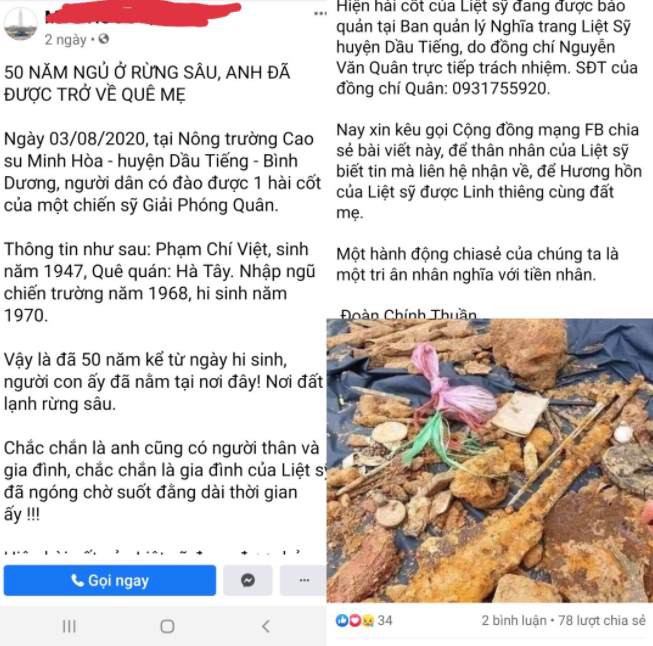 2 ngày
50 NĂM NGỦ Ở RỪNG SÂU, ANH ĐÃ
ĐƯỢC TRỞ VỀ QUÊ MẸ
Ngày 03/08/2020, tại Nông trường Cao
su Minh Hòa - huyện Dầu Tiếng - Bình
Dương, người dân có đào được 1 hài cốt
của một chiến sỹ Giải Phóng Quân.
Thông tin như sau: Phạm Chí Việt, sinh
năm 1947, Quê quán: Hà Tây. Nhập ngũ
chiến trường năm 1968, hi sinh năm
1970.
Vậy là đã 50 năm kể từ ngày hi sinh,
người con ấy đã nằm tại nơi đây! Nơi đất
lạnh rừng sâu.
Chắc chắn là anh cũng có người thân và
gia đình, chắc chắn là gia đình của Liệt sỹ
đã ngóng chờ suốt đằng dài thời gian
ấy !!!
Gọi ngay
Hiện hài cốt của Liệt sỹ đang được bảo
quản tại Ban quản lý Nghĩa trang Liệt Sỹ
huyện Dầu Tiếng, do đồng chí Nguyễn
Văn Quân trực tiếp trách nhiệm. SĐT của
đồng chí Quân: 0931755920.
Nay xin kêu gọi Cộng đồng mạng FB chia
sẻ bài viết này, để thân nhân của Liệt sỹ
biết tin mà liên hệ nhận về, để Hương hồn
của Liệt sỹ được Linh thiêng cùng đất
mẹ.
Một hành động chiasẻ của chúng ta là
một tri ân nhân nghĩa với tiền nhân.
Đoàn Chính Thuần
34
2 bình luận • 78 lượt chia sẻ